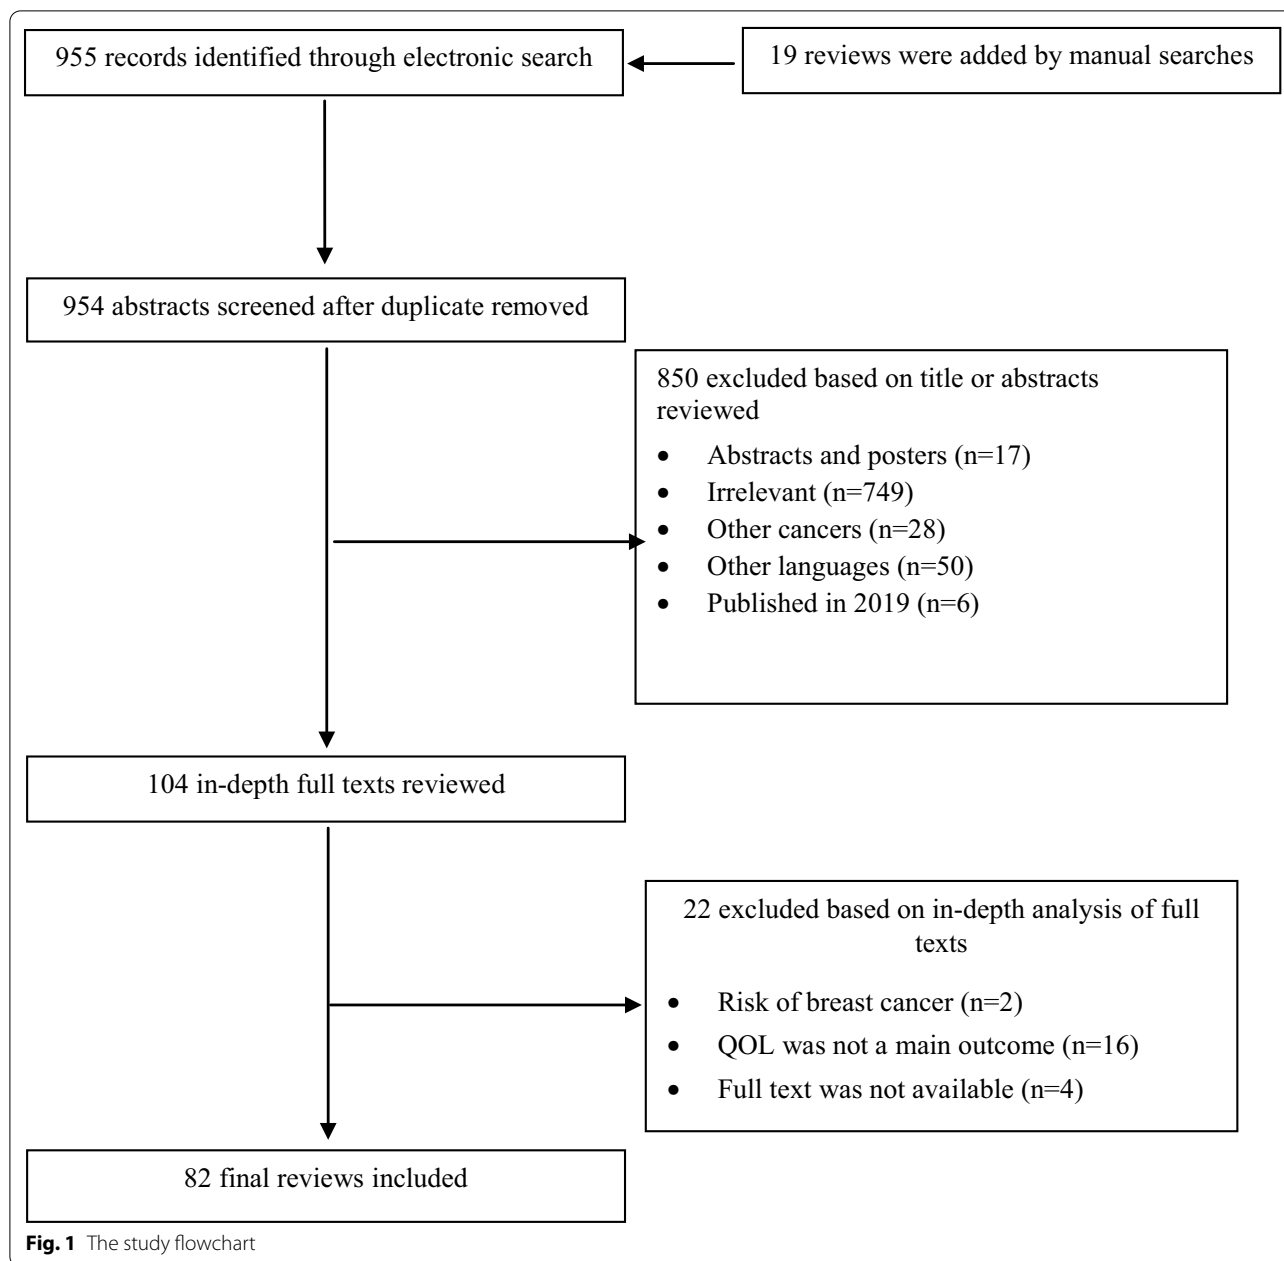 955 records identified through electronic search
19 reviews were added by manual searches
954 abstracts screened after duplicate removed
850 excluded based on title or abstracts
reviewed
• Abstracts and posters (n=17)
• Irrelevant (n=749)
• Other cancers (n=28)
• Other languages (n=50)
• Published in 2019 (n=6)
104 in-depth full texts reviewed
22 excluded based on in-depth analysis of full
texts
• Risk of breast cancer (n=2)
• QOL was not a main outcome (n=16)
• Full text was not available (n=4)
82 final reviews included
Fig. 1 The study flowchart